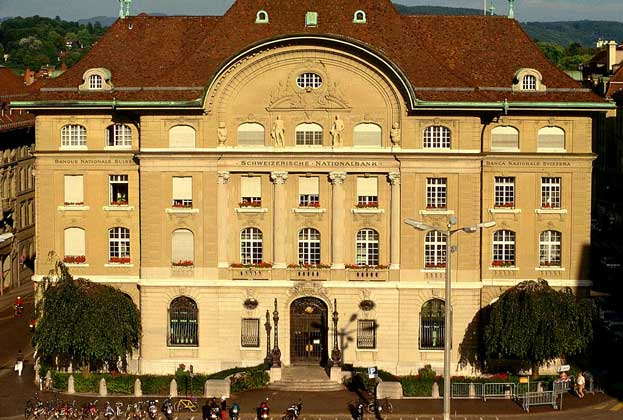 BANQUE NATIONALE SUISSE
SCHWEIZERISCHE NATIONALBANK
BANCA NAZIONALE SVIZZERA